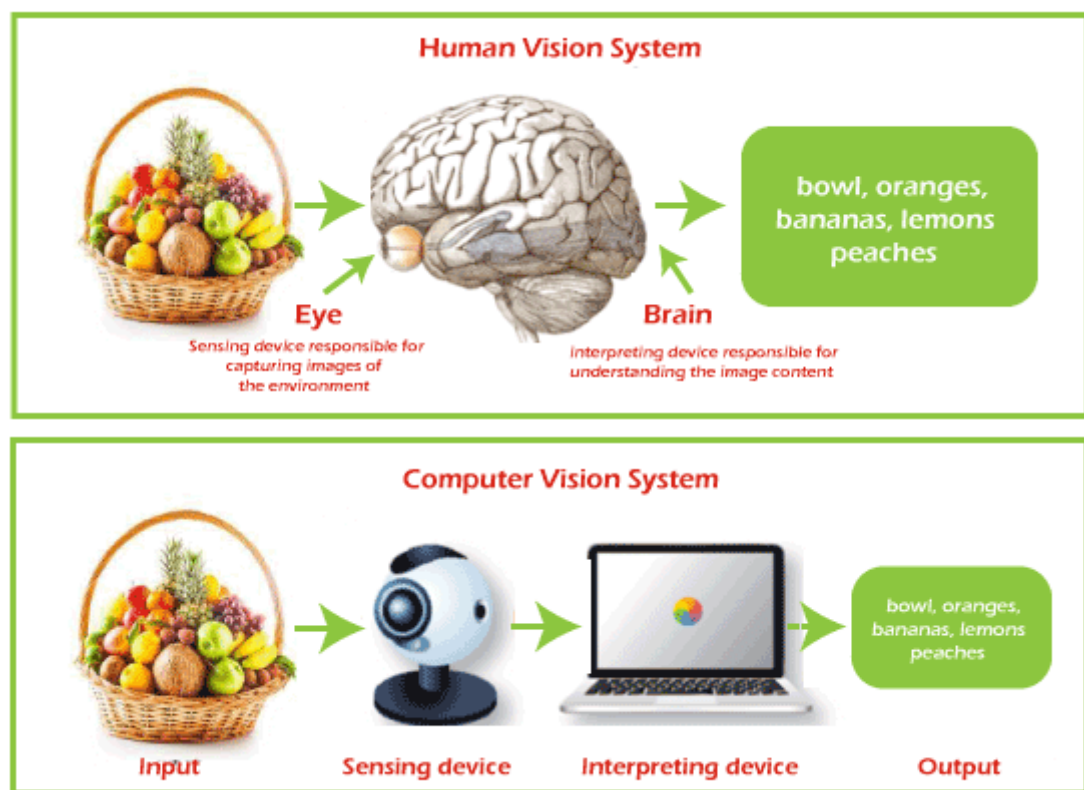 Human Vision System
bowl, oranges,
bananas, lemons
peaches
Eye
Sensing device responsible for
capturing images of
the environment
Brain
Interpreting device responsible for
understanding the image content
Computer Vision System
bowl, oranges,
bananas, lemons
peaches
Input
Sensing device
Interpreting device
Output